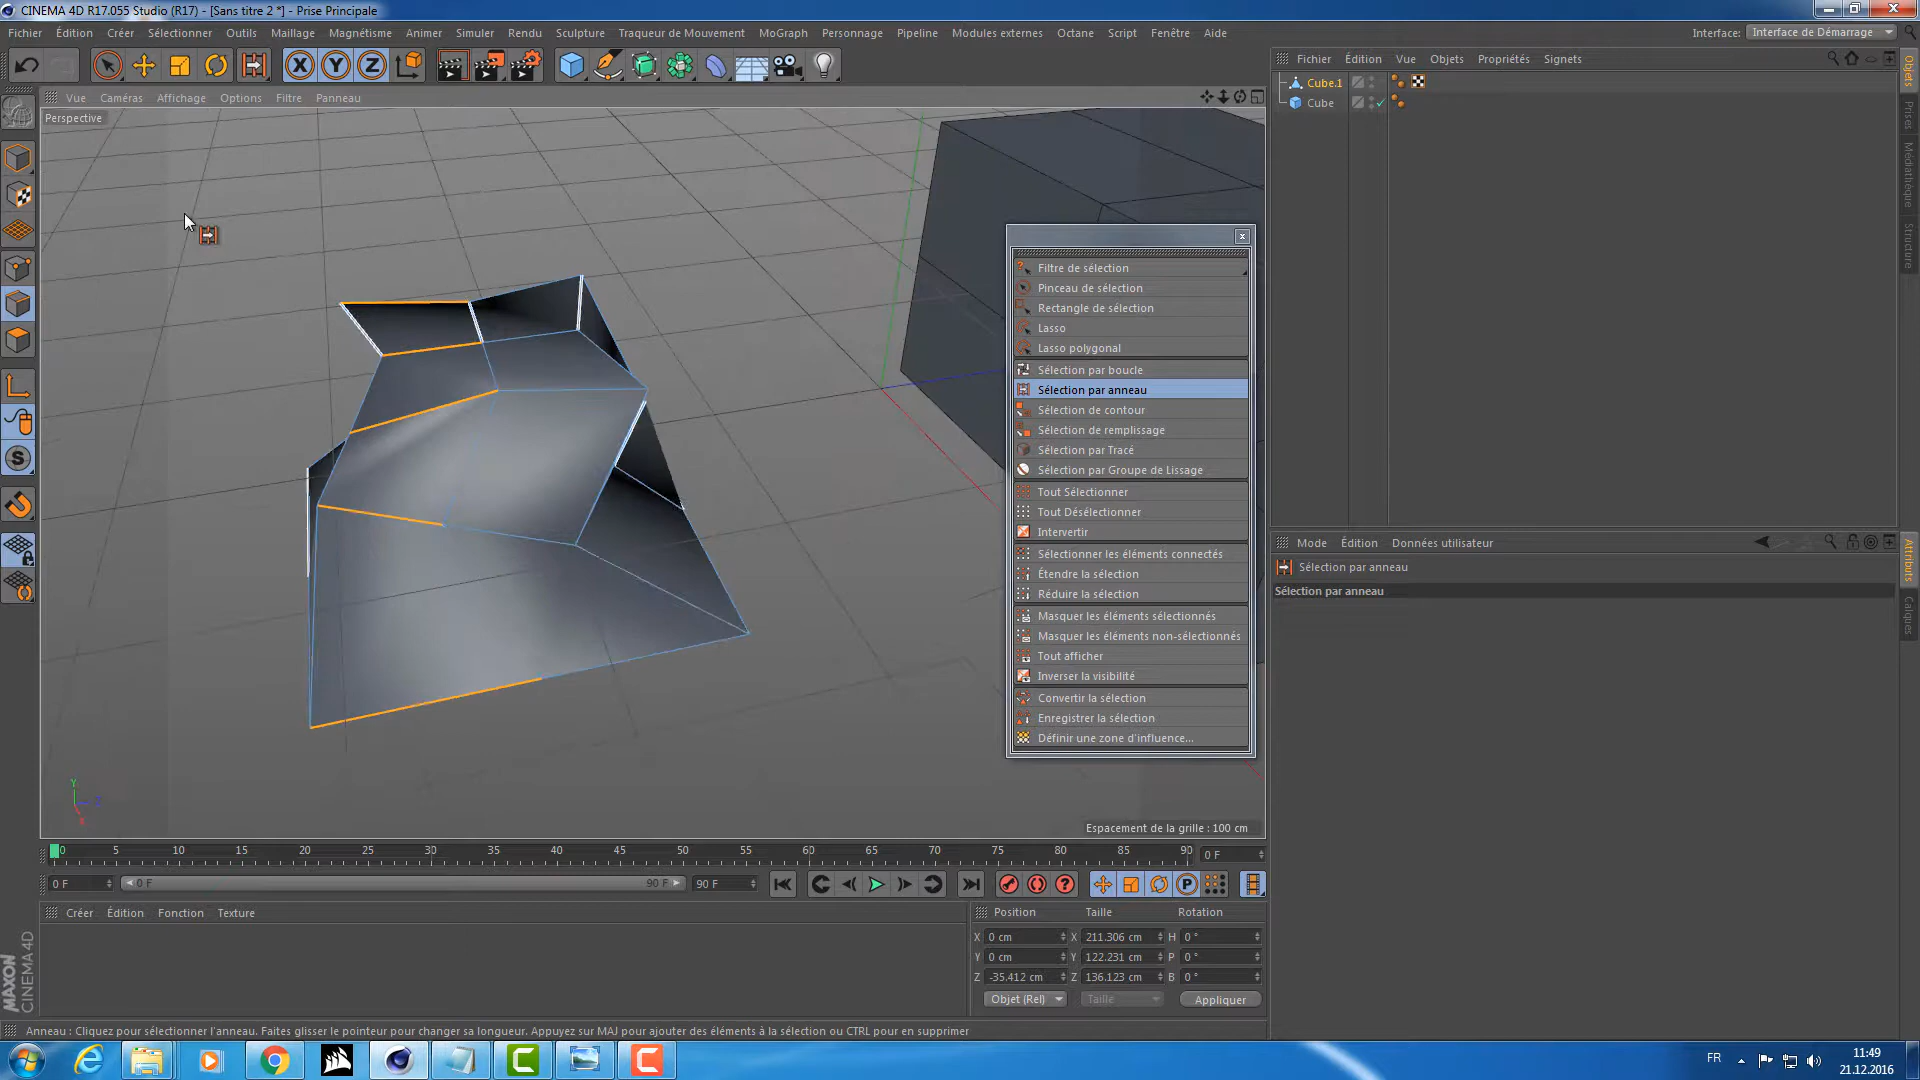 CINEMA 4D R17.055 Studio (R17) - [Sans titre 2 *] - Prise Principale
Fichier Édition Créer Sélectionner Outils Maillage Magnétisme Animer Simuler Rendu Sculpture Traqueur de Mouvement MoGraph Personnage Pipeline Modules externes Octane Script Fenêtre Aide
Interface: Interface de Démarrage
X Y Z
Vue Caméras Affichage Options Filtre Panneau
Perspective
Fichier Édition Vue Objets Propriétés Signets
Cube.1
Cube
Objets
Prises
Médiathèque
Structure
Filtre de sélection
Pinceau de sélection
Rectangle de sélection
Lasso
Lasso polygonal
Sélection par boucle
Sélection par anneau
Sélection de contour
Sélection de remplissage
Sélection par Tracé
Sélection par Groupe de Lissage
Tout Sélectionner
Tout Désélectionner
Intervertir
Sélectionner les éléments connectés
Étendre la sélection
Réduire la sélection
Masquer les éléments sélectionnés
Masquer les éléments non-sélectionnés
Tout afficher
Inverser la visibilité
Convertir la sélection
Enregistrer la sélection
Définir une zone d'influence...
Mode Édition Données utilisateur
Sélection par anneau
Sélection par anneau
Attributs
Calques
Y
Z
X
Espacement de la grille : 100 cm
0 5 10 15 20 25 30 35 40 45 50 55 60 65 70 75 80 85 90
0 F
0 F 0 F 90 F 90 F
P
Créer Édition Fonction Texture
Position Taille Rotation
X 0 cm X 211.306 cm H 0 °
Y 0 cm Y 122.231 cm P 0 °
Z -35.412 cm Z 136.123 cm B 0 °
Objet (Rel) Taille Appliquer
MAXON
CINEMA 4D
Anneau : Cliquez pour sélectionner l'anneau. Faites glisser le pointeur pour changer sa longueur. Appuyez sur MAJ pour ajouter des éléments à la sélection ou CTRL pour en supprimer
FR
11:49
21.12.2016